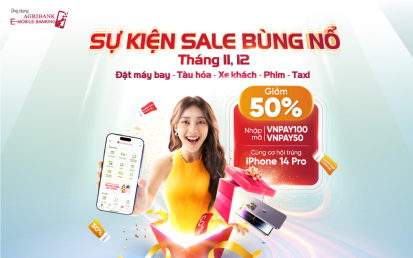 Ứng dụng
AGRIBANK
E-MOBILE BANKING
SỰ KIỆN SALE BÙNG NỔ
Tháng 11, 12
Đặt máy bay - Tàu hỏa - Xe khách - Phim - Taxi
Giảm
50%
Nhập mã VNPAY100
VNPAY50
Cùng cơ hội trúng
iPhone 14 Pro
50%